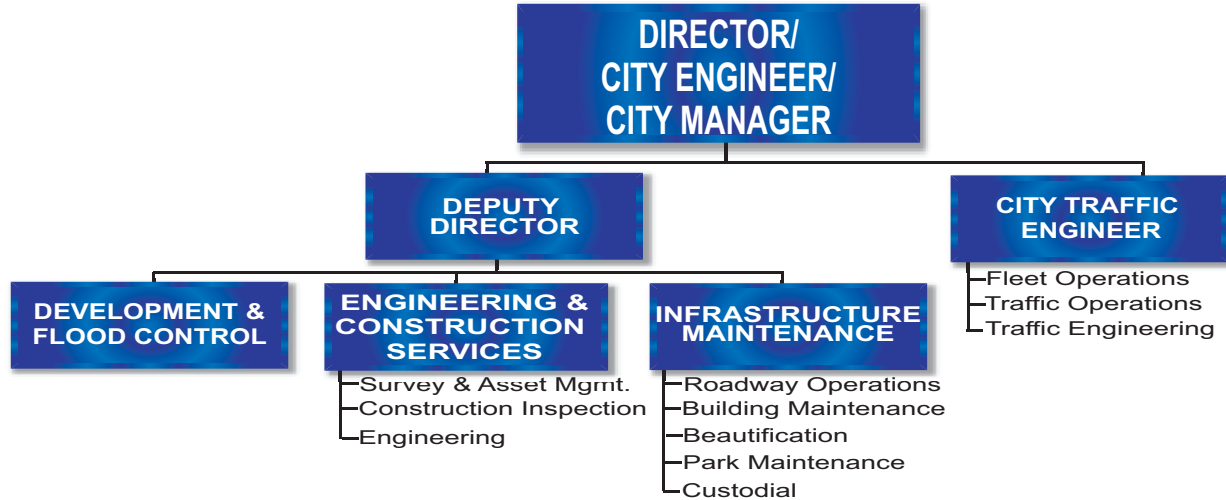 DIRECTOR/
CITY ENGINEER/
CITY MANAGER
DEPUTY
DIRECTOR
CITY TRAFFIC
ENGINEER
Fleet Operations
Traffic Operations
Traffic Engineering
DEVELOPMENT &
FLOOD CONTROL
ENGINEERING &
CONSTRUCTION
SERVICES
Survey & Asset Mgmt.
Construction Inspection
Engineering
INFRASTRUCTURE
MAINTENANCE
Roadway Operations
Building Maintenance
Beautification
Park Maintenance
Custodial